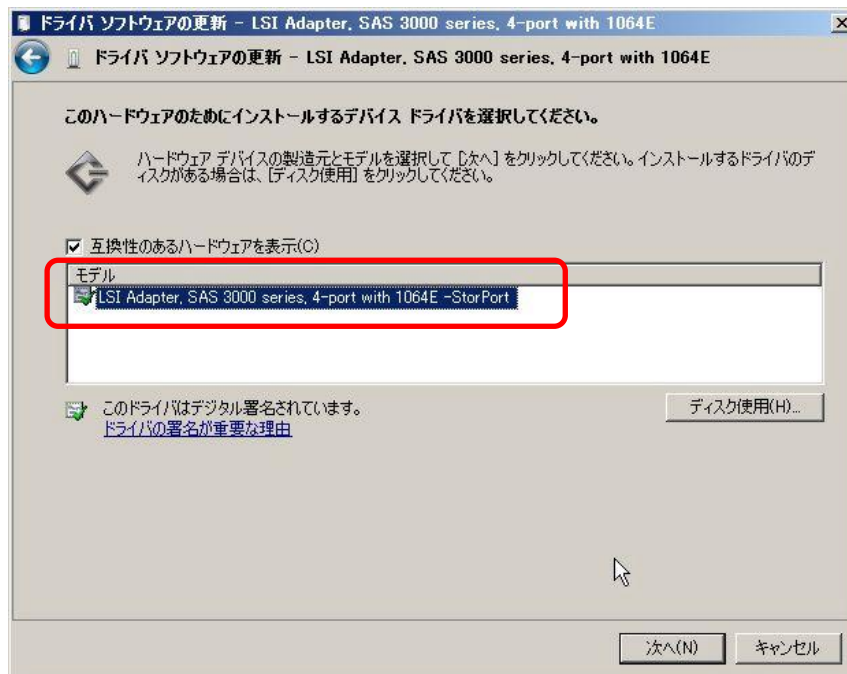 ドライバ ソフトウェアの更新 - LSI Adapter, SAS 3000 series, 4-port with 1064E
ドライバ ソフトウェアの更新 - LSI Adapter, SAS 3000 series, 4-port with 1064E
このハードウェアのためにインストールするデバイス ドライバを選択してください。
ハードウェア デバイスの製造元とモデルを選択して [次へ] をクリックしてください。インストールするドライバのデ
ィスクがある場合は、[ディスク使用] をクリックしてください。
互換性のあるハードウェアを表示(C)
モデル
LSI Adapter, SAS 3000 series, 4-port with 1064E -StorPort
このドライバはデジタル署名されています。
ディスク使用(H)...
ドライバの署名が重要な理由
次へ(N)
キャンセル